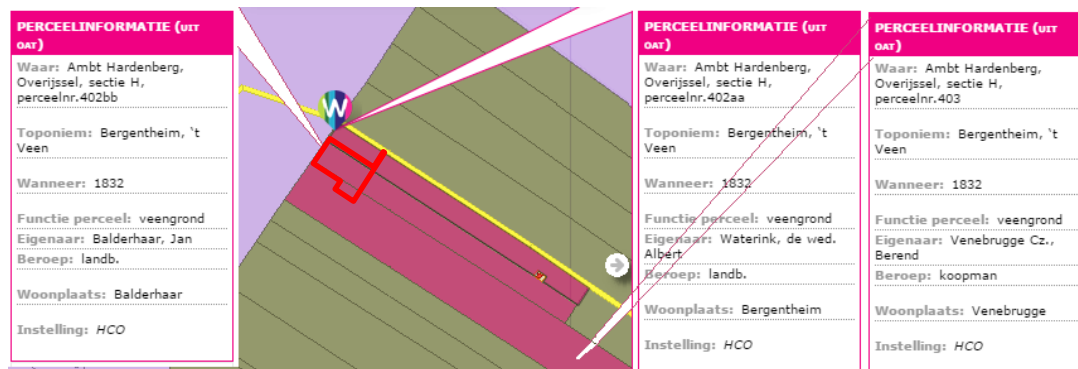 PERCEELINFORMATIE (UIT
OAT)
Waar: Ambt Hardenberg,
Overijssel, sectie H,
perceelnr.402bb
Toponiem: Bergentheim, 't
Veen
Wanneer: 1832
Functie perceel: veengrond
Eigenaar: Balderhaar, Jan
Beroep: landb.
Woonplaats: Balderhaar
Instelling: HCO
W
PERCEELINFORMATIE (UIT
OAT)
Waar: Ambt Hardenberg,
Overijssel, sectie H,
perceelnr.402aa
Toponiem: Bergentheim, 't
Veen
Wanneer: 1832
Functie perceel: veengrond
Eigenaar: Waterink, de wed.
Albert
Beroep: landb.
Woonplaats: Bergentheim
Instelling: HCO
PERCEELINFORMATIE (UIT
OAT)
Waar: Ambt Hardenberg,
Overijssel, sectie H,
perceelnr.403
Toponiem: Bergentheim, 't
Veen
Wanneer: 1832
Functie perceel: veengrond
Eigenaar: Venebrugge Cz.,
Berend
Beroep: koopman
Woonplaats: Venebrugge
Instelling: HCO